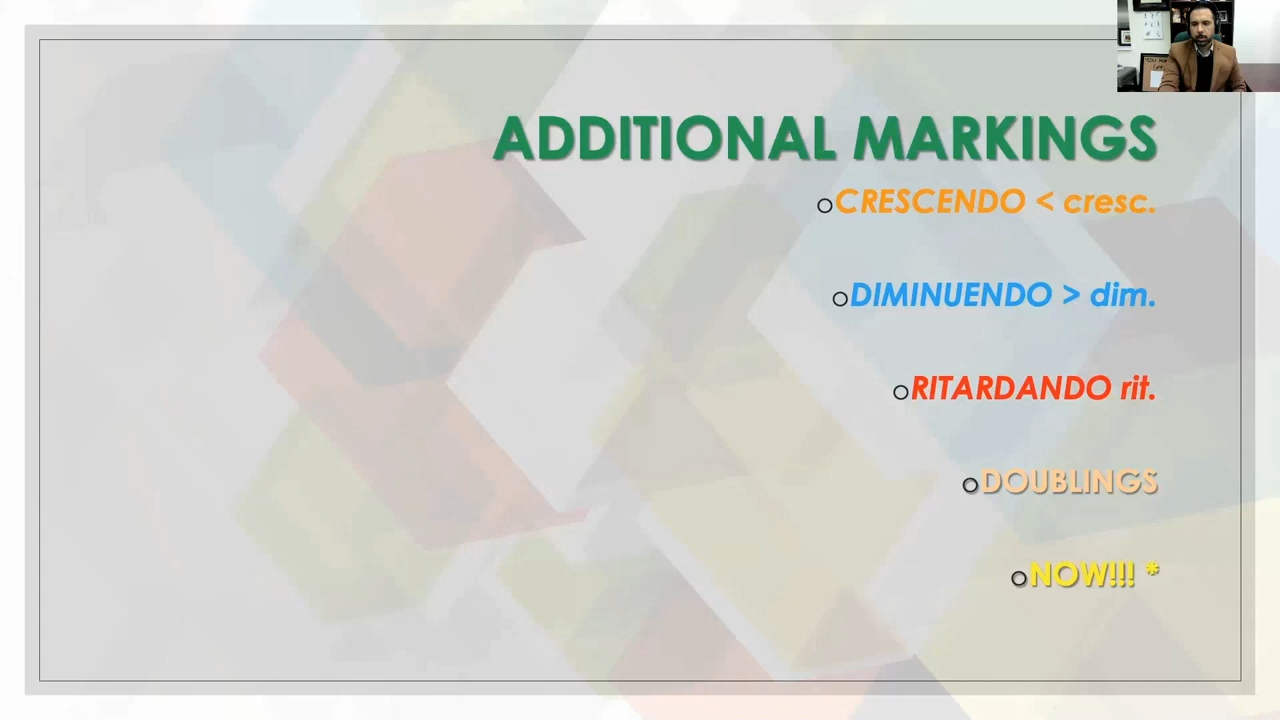 ADDITIONAL MARKINGS
CRESCENDO < cresc.
DIMINUENDO > dim.
RITARDANDO rit.
DOUBLINGS
NOW!!! *